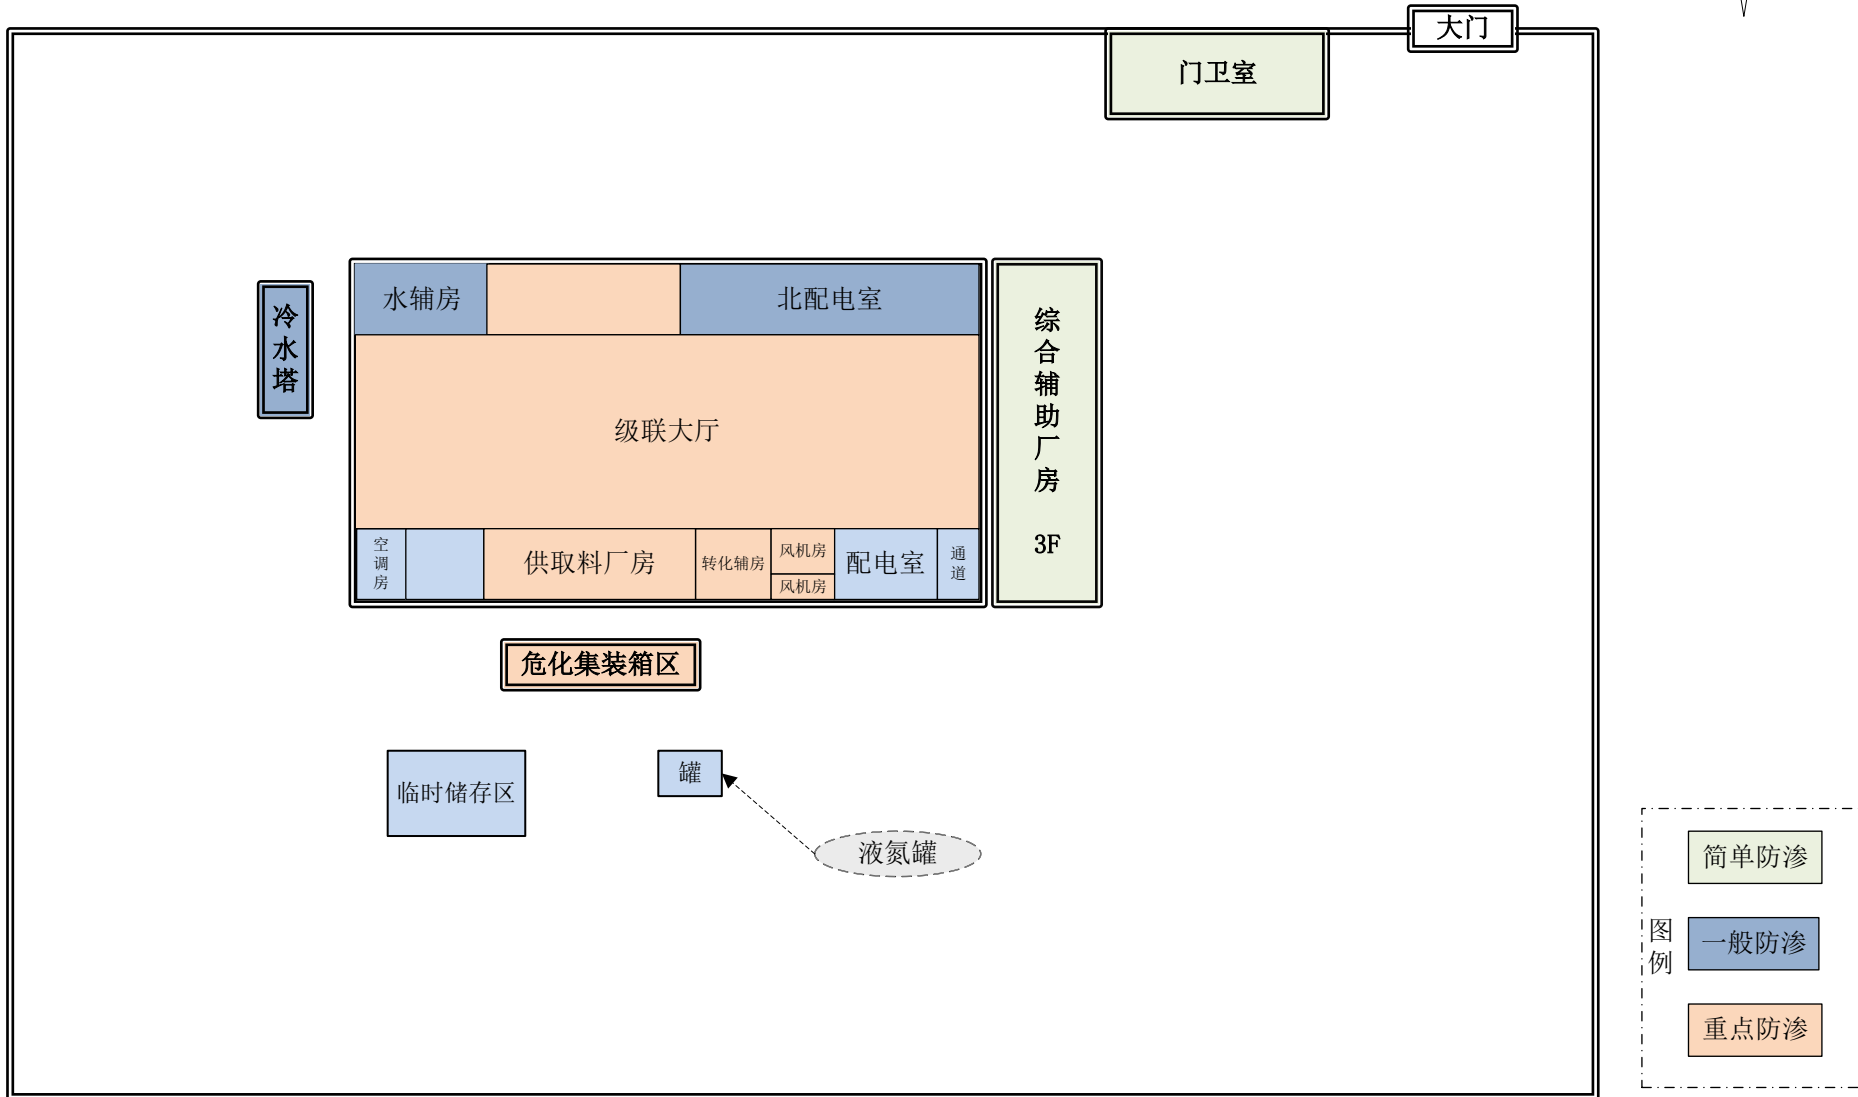 大门
门卫室
冷水塔
水辅房
北配电室
级联大厅
综合辅助厂房 3F
空调房
供取料厂房
转化辅房
风机房
风机房
配电室
通道
危化集装箱区
临时储存区
罐
液氮罐
图例
简单防渗
一般防渗
重点防渗